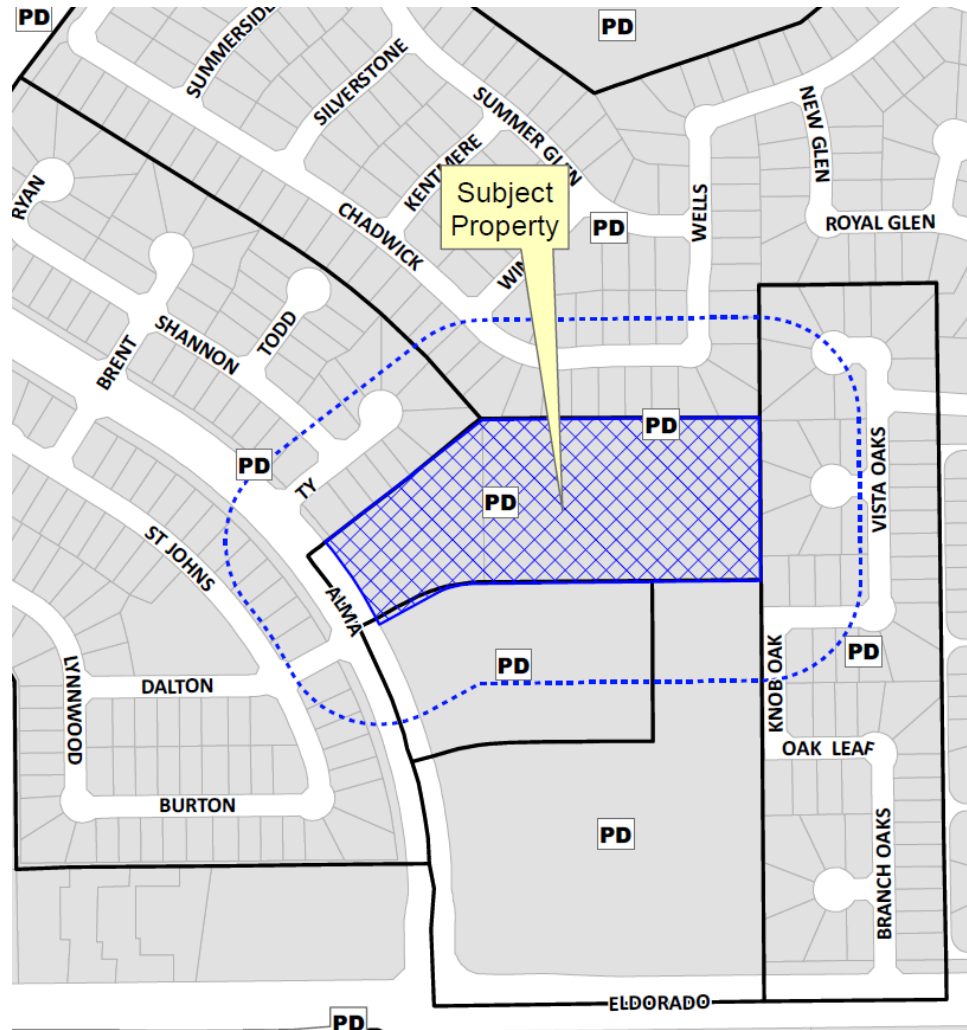 PD
PD
SUMMERSIDE
SILVERSTONE
SUMMER GLEN
NEW GLEN
KENTMERE
WELLS
RYAN
Subject
Property
CHADWICK
PD
ROYAL GLEN
WIN
SHANNON
TODD
BRENT
PD
PD
VISTA OAKS
TY
PD
ST JOHNS
ALMA
PD
PD
LYNNWOOD
DALTON
KNOB OAK
OAK LEAF
BURTON
PD
BRANCH OAKS
ELDORADO
PD